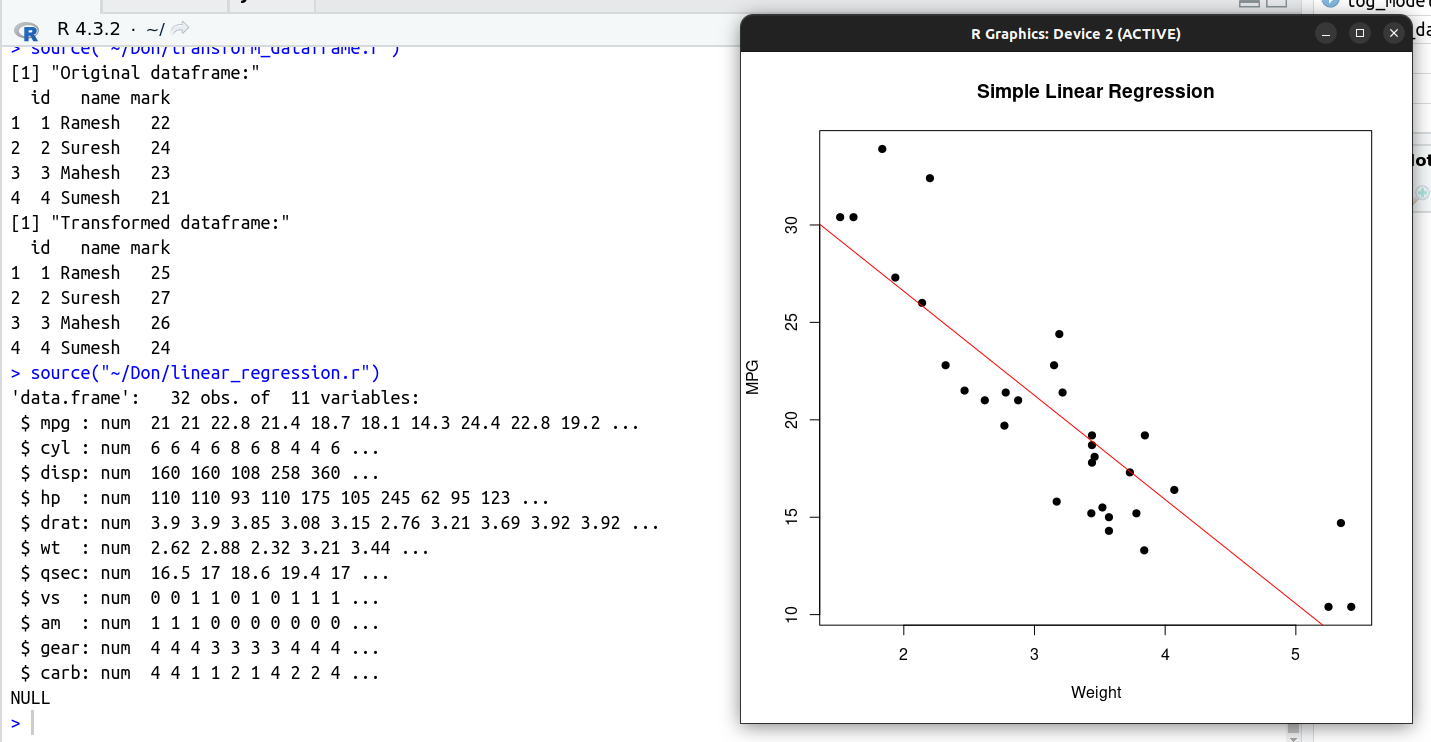 R 4.3.2 · ~/
> source("~/Don/transform_dataframe.r")
[1] "Original dataframe:"
  id   name mark
1  1 Ramesh   22
2  2 Suresh   24
3  3 Mahesh   23
4  4 Sumesh   21
[1] "Transformed dataframe:"
  id   name mark
1  1 Ramesh   25
2  2 Suresh   27
3  3 Mahesh   26
4  4 Sumesh   24
> source("~/Don/linear_regression.r")
'data.frame':   32 obs. of  11 variables:
 $ mpg : num  21 21 22.8 21.4 18.7 18.1 14.3 24.4 22.8 19.2 ...
 $ cyl : num  6 6 4 6 8 6 8 4 4 6 ...
 $ disp: num  160 160 108 258 360 ...
 $ hp  : num  110 110 93 110 175 105 245 62 95 123 ...
 $ drat: num  3.9 3.9 3.85 3.08 3.15 2.76 3.21 3.69 3.92 3.92 ...
 $ wt  : num  2.62 2.88 2.32 3.21 3.44 ...
 $ qsec: num  16.5 17 18.6 19.4 17 ...
 $ vs  : num  0 0 1 1 0 1 0 1 1 1 ...
 $ am  : num  1 1 1 0 0 0 0 0 0 0 ...
 $ gear: num  4 4 4 3 3 3 3 4 4 4 ...
 $ carb: num  4 4 1 1 2 1 4 2 2 4 ...
NULL
>
R Graphics: Device 2 (ACTIVE)
Simple Linear Regression
MPG
30
25
20
15
10
2 3 4 5
Weight